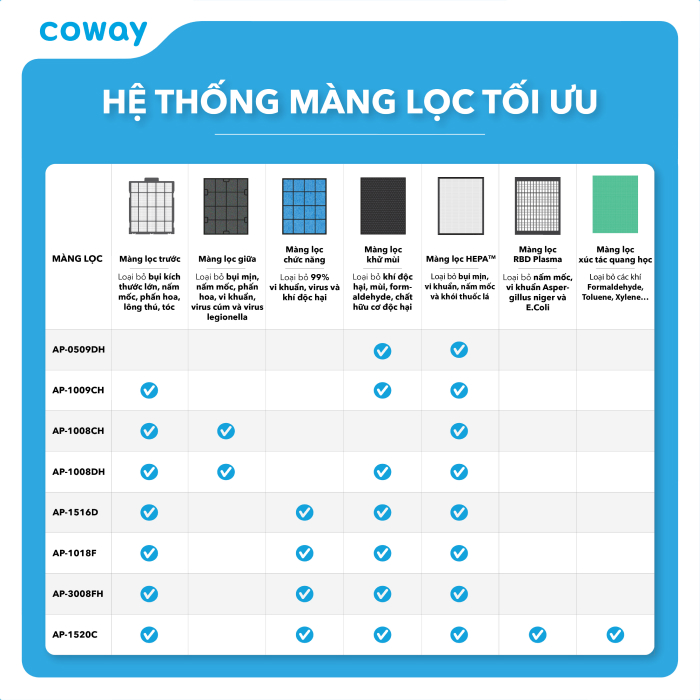 coway
HỆ THỐNG MÀNG LỌC TỐI ƯU
MÀNG LỌC
Màng lọc trước
Loại bỏ bụi kích
thước lớn, nấm
mốc, phấn hoa,
lông thú, tóc
Màng lọc giữa
Loại bỏ bụi mịn,
nấm mốc, phấn
hoa, vi khuẩn,
virus cúm và virus
legionella
Màng lọc
chức năng
Loại bỏ 99%
vi khuẩn, virus và
khí độc hại
Màng lọc
khử mùi
Loại bỏ khí độc
hại, mùi, form-
aldehyde, chất
hữu cơ độc hại
Màng lọc HEPA™
Loại bỏ bụi mịn,
vi khuẩn, nấm mốc
và khói thuốc lá
Màng lọc
RBD Plasma
Loại bỏ nấm mốc,
vi khuẩn Asper-
gillus niger và
E.Coli
Màng lọc
xúc tác quang học
Loại bỏ các khí
Formaldehyde,
Toluene, Xylene...
AP-0509DH
AP-1009CH
AP-1008CH
AP-1008DH
AP-1516D
AP-1018F
AP-3008FH
AP-1520C